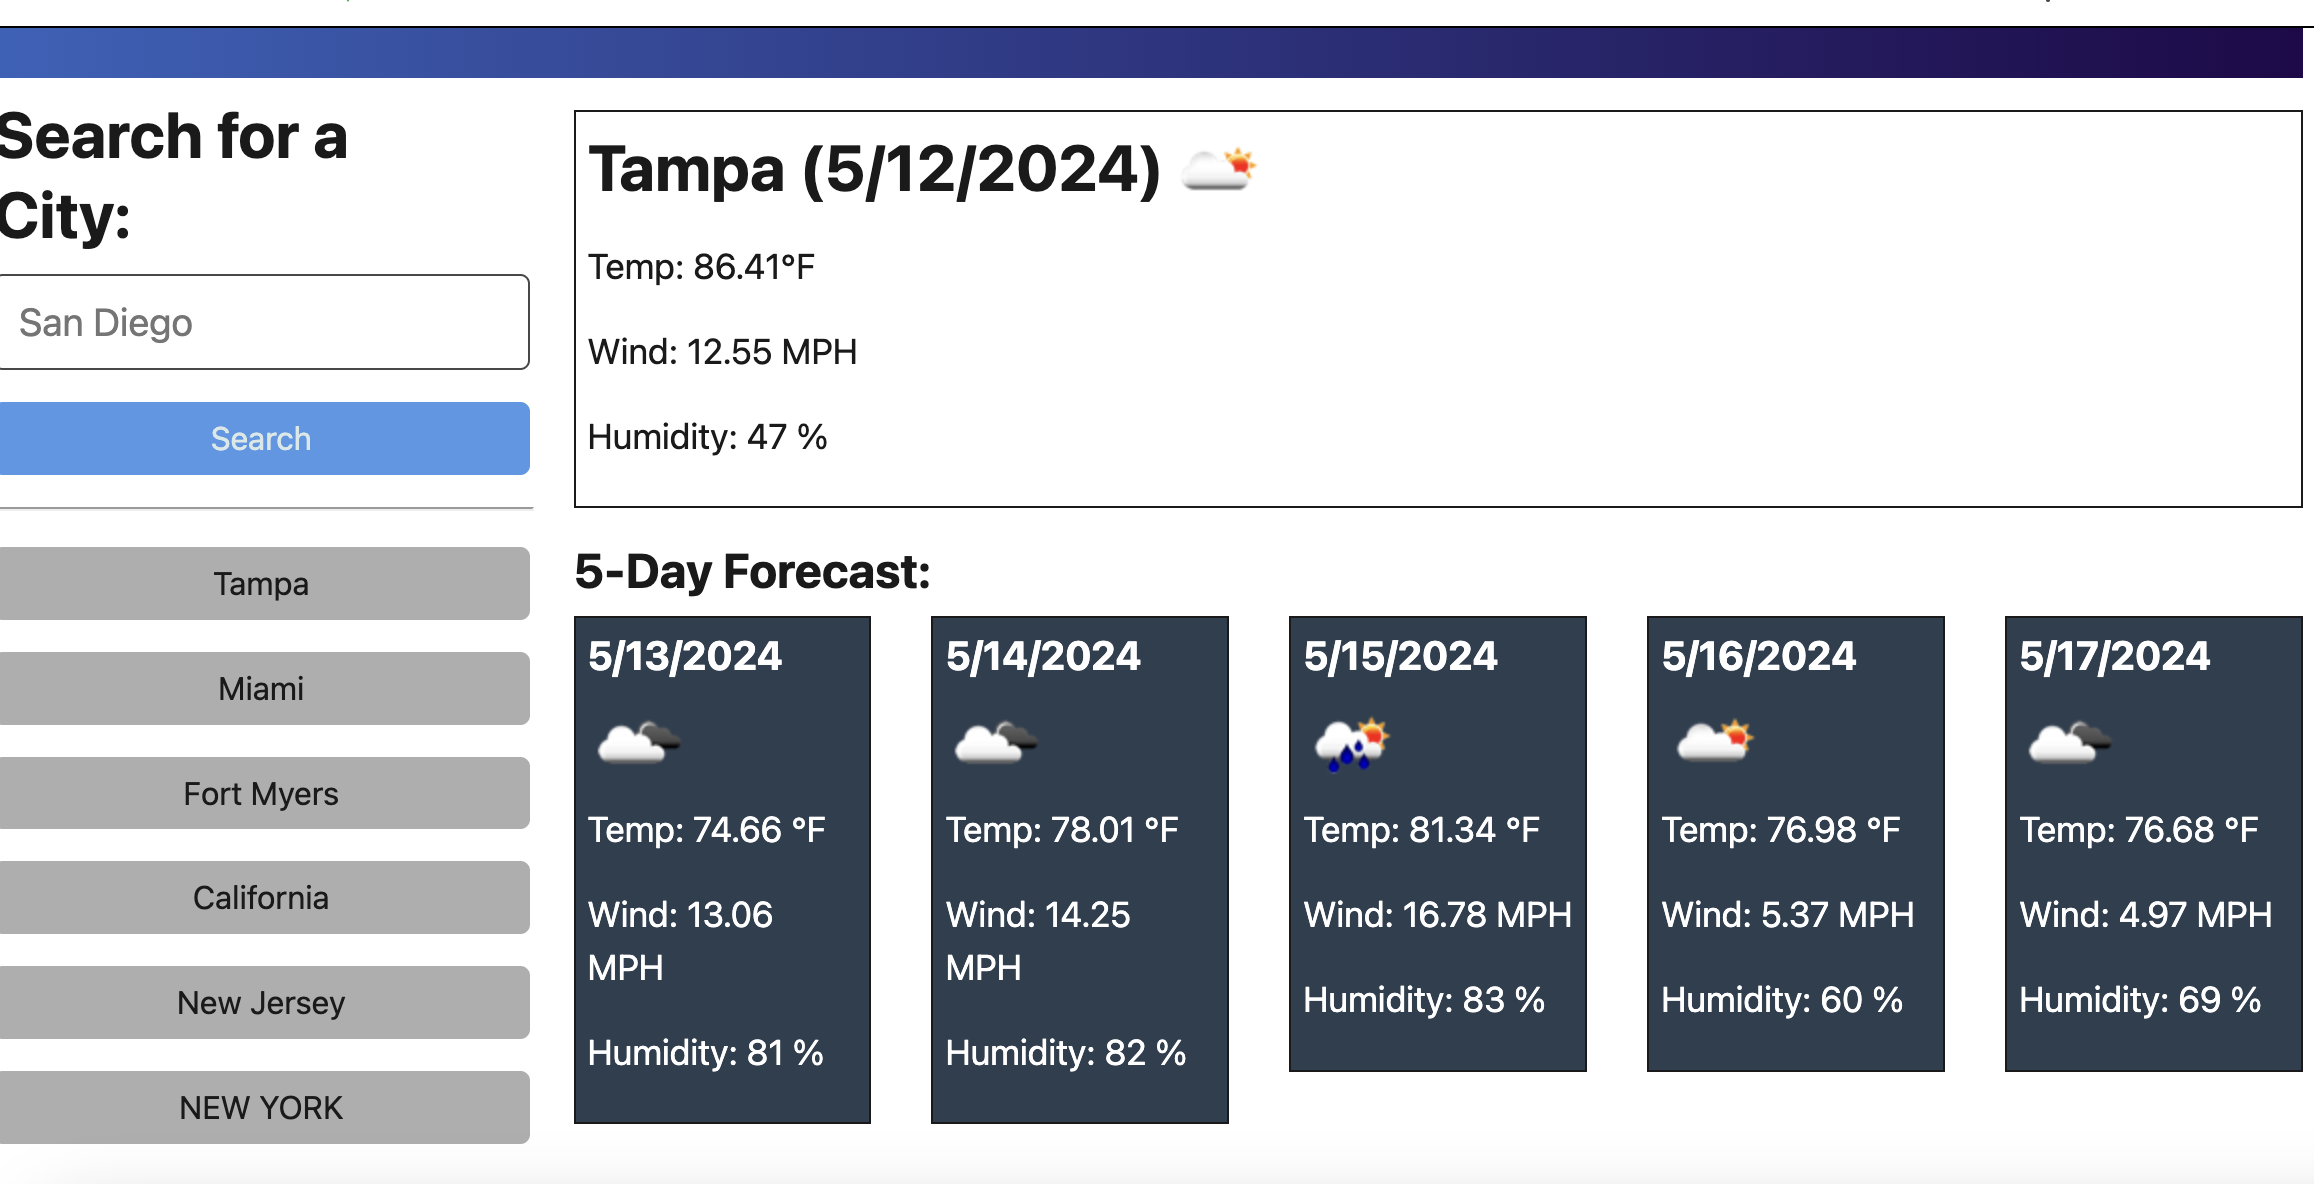 Search for a
City:
San Diego
Search
Tampa
Miami
Fort Myers
California
New Jersey
NEW YORK
Tampa (5/12/2024)
Temp: 86.41°F
Wind: 12.55 MPH
Humidity: 47 %
5-Day Forecast:
5/13/2024
Temp: 74.66 °F
Wind: 13.06
MPH
Humidity: 81 %
5/14/2024
Temp: 78.01 °F
Wind: 14.25
MPH
Humidity: 82 %
5/15/2024
Temp: 81.34 °F
Wind: 16.78 MPH
Humidity: 83 %
5/16/2024
Temp: 76.98 °F
Wind: 5.37 MPH
Humidity: 60 %
5/17/2024
Temp: 76.68 °F
Wind: 4.97 MPH
Humidity: 69 %